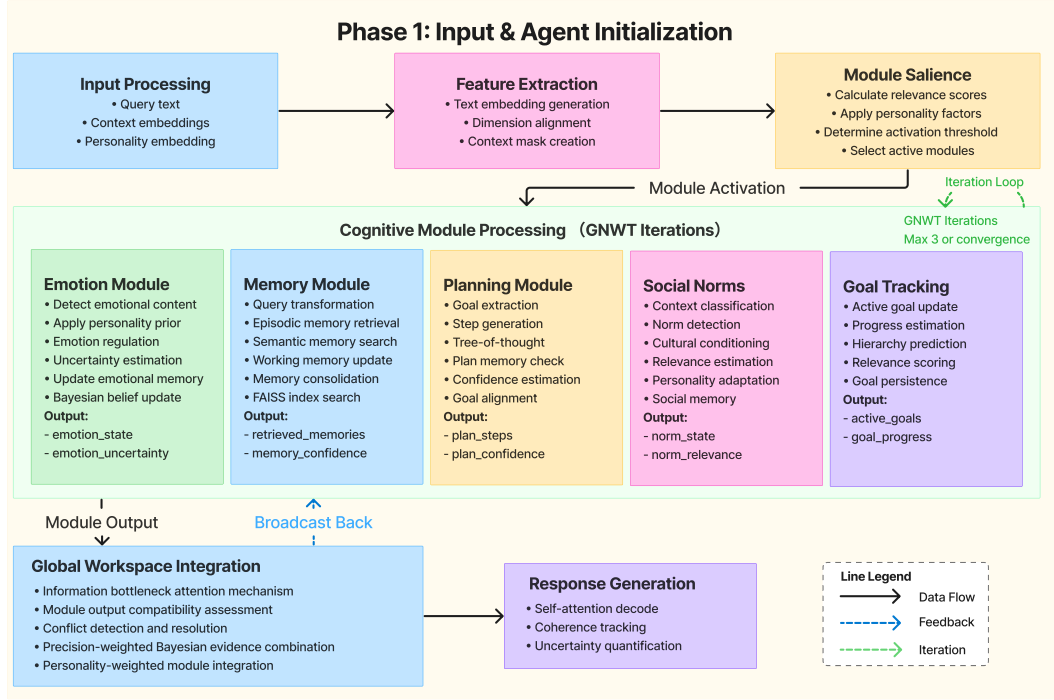 Phase 1: Input & Agent Initialization
Input Processing
• Query text
• Context embeddings
• Personality embedding
Feature Extraction
• Text embedding generation
• Dimension alignment
• Context mask creation
Module Salience
• Calculate relevance scores
• Apply personality factors
• Determine activation threshold
• Select active modules
Module Activation
Iteration Loop
GNWT Iterations
Max 3 or convergence
Cognitive Module Processing （GNWT Iterations）
Emotion Module
• Detect emotional content
• Apply personality prior
• Emotion regulation
• Uncertainty estimation
• Update emotional memory
• Bayesian belief update
Output:
- emotion_state
- emotion_uncertainty
Memory Module
• Query transformation
• Episodic memory retrieval
• Semantic memory search
• Working memory update
• Memory consolidation
• FAISS index search
Output:
- retrieved_memories
- memory_confidence
Planning Module
• Goal extraction
• Step generation
• Tree-of-thought
• Plan memory check
• Confidence estimation
• Goal alignment
Output:
- plan_steps
- plan_confidence
Social Norms
• Context classification
• Norm detection
• Cultural conditioning
• Relevance estimation
• Personality adaptation
• Social memory
Output:
- norm_state
- norm_relevance
Goal Tracking
• Active goal update
• Progress estimation
• Hierarchy prediction
• Relevance scoring
• Goal persistence
Output:
- active_goals
- goal_progress
Module Output
Broadcast Back
Global Workspace Integration
• Information bottleneck attention mechanism
• Module output compatibility assessment
• Conflict detection and resolution
• Precision-weighted Bayesian evidence combination
• Personality-weighted module integration
Response Generation
• Self-attention decode
• Coherence tracking
• Uncertainty quantification
Line Legend
Data Flow
Feedback
Iteration